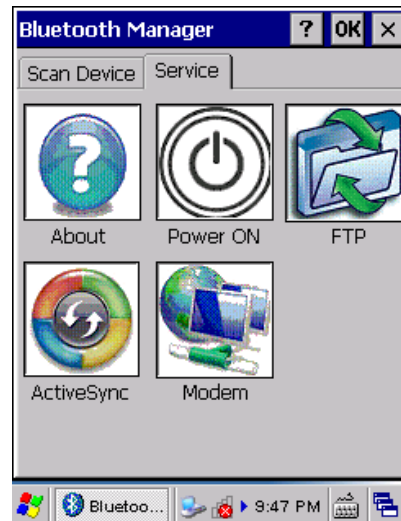 Bluetooth Manager ? OK ×
Scan Device Service
?
About Power ON FTP
ActiveSync Modem
Bluetoo... 9:47 PM